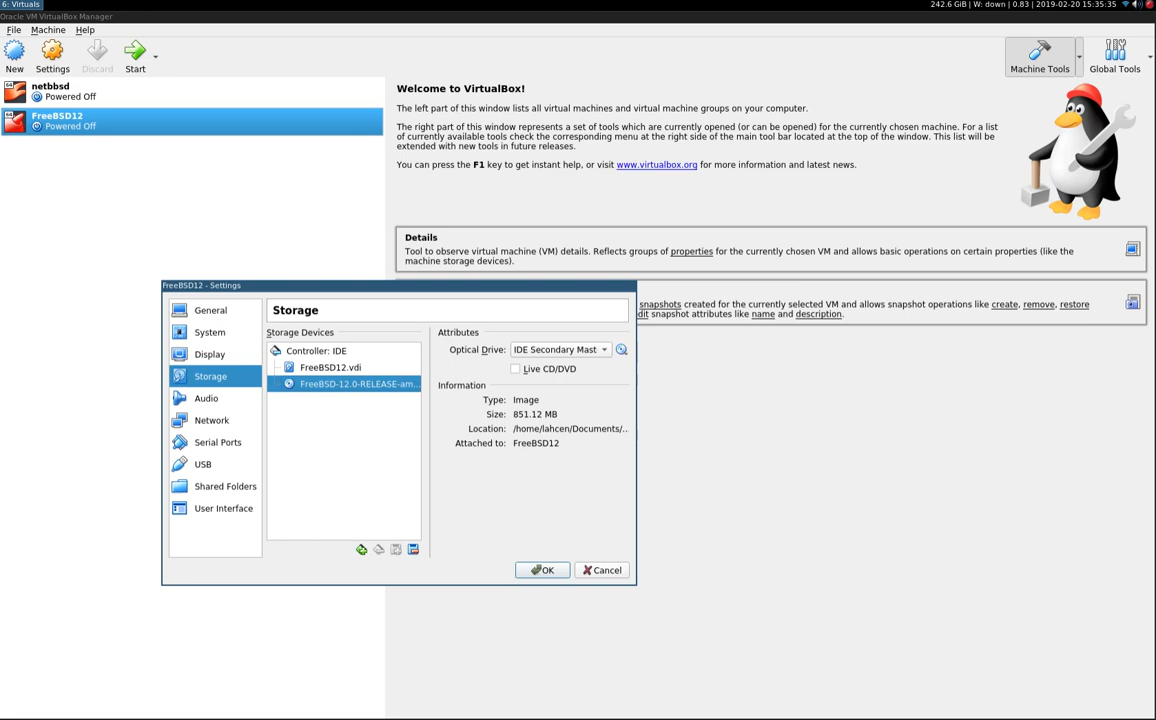 6: Virtuals
242.6 GiB | W: down | 0.83 | 2019-02-20 15:35:35
Oracle VM VirtualBox Manager
File Machine Help
New Settings Discard Start Machine Tools Global Tools
64 netbbsd
Powered Off
64 FreeBSD12
Powered Off
Welcome to VirtualBox!
The left part of this window lists all virtual machines and virtual machine groups on your computer.
The right part of this window represents a set of tools which are currently opened (or can be opened) for the currently chosen machine. For a list
of currently available tools check the corresponding menu at the right side of the main tool bar located at the top of the window. This list will be
extended with new tools in future releases.
You can press the F1 key to get instant help, or visit www.virtualbox.org for more information and latest news.
Details
Tool to observe virtual machine (VM) details. Reflects groups of properties for the currently chosen VM and allows basic operations on certain properties (like the
machine storage devices).
snapshots created for the currently selected VM and allows snapshot operations like create, remove, restore
dit snapshot attributes like name and description.
FreeBSD12 - Settings
General
System
Display
Storage
Audio
Network
Serial Ports
USB
Shared Folders
User Interface
Storage
Storage Devices
Controller: IDE
FreeBSD12.vdi
FreeBSD-12.0-RELEASE-am...
Attributes
Optical Drive: IDE Secondary Mast
Live CD/DVD
Information
Type: Image
Size: 851.12 MB
Location: /home/lahcen/Documents/...
Attached to: FreeBSD12
OK Cancel